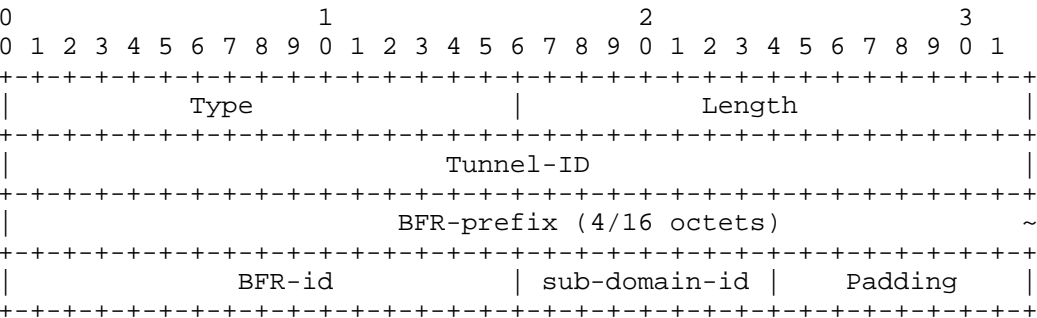 0                   1                   2                   3
0 1 2 3 4 5 6 7 8 9 0 1 2 3 4 5 6 7 8 9 0 1 2 3 4 5 6 7 8 9 0 1
+-+-+-+-+-+-+-+-+-+-+-+-+-+-+-+-+-+-+-+-+-+-+-+-+-+-+-+-+-+-+-+-+
|           Type                |           Length              |
+-+-+-+-+-+-+-+-+-+-+-+-+-+-+-+-+-+-+-+-+-+-+-+-+-+-+-+-+-+-+-+-+
|                           Tunnel-ID                           |
+-+-+-+-+-+-+-+-+-+-+-+-+-+-+-+-+-+-+-+-+-+-+-+-+-+-+-+-+-+-+-+-+
|                        BFR-prefix (4/16 octets)               ~
+-+-+-+-+-+-+-+-+-+-+-+-+-+-+-+-+-+-+-+-+-+-+-+-+-+-+-+-+-+-+-+-+
|              BFR-id           | sub-domain-id |    Padding    |
+-+-+-+-+-+-+-+-+-+-+-+-+-+-+-+-+-+-+-+-+-+-+-+-+-+-+-+-+-+-+-+-+